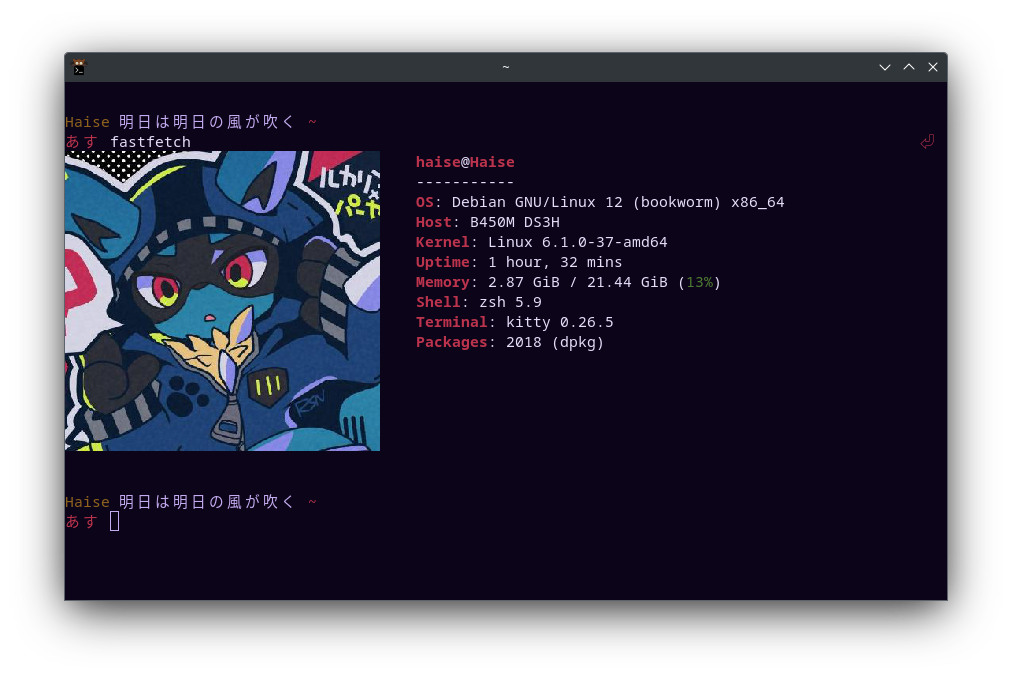 ~
Haise 明日は明日の風が吹く ~
あす fastfetch
ルカリオ
×
haise@Haise
-----------
OS: Debian GNU/Linux 12 (bookworm) x86_64
Host: B450M DS3H
Kernel: Linux 6.1.0-37-amd64
Uptime: 1 hour, 32 mins
Memory: 2.87 GiB / 21.44 GiB (13%)
Shell: zsh 5.9
Terminal: kitty 0.26.5
Packages: 2018 (dpkg)
Haise 明日は明日の風が吹く ~
あす